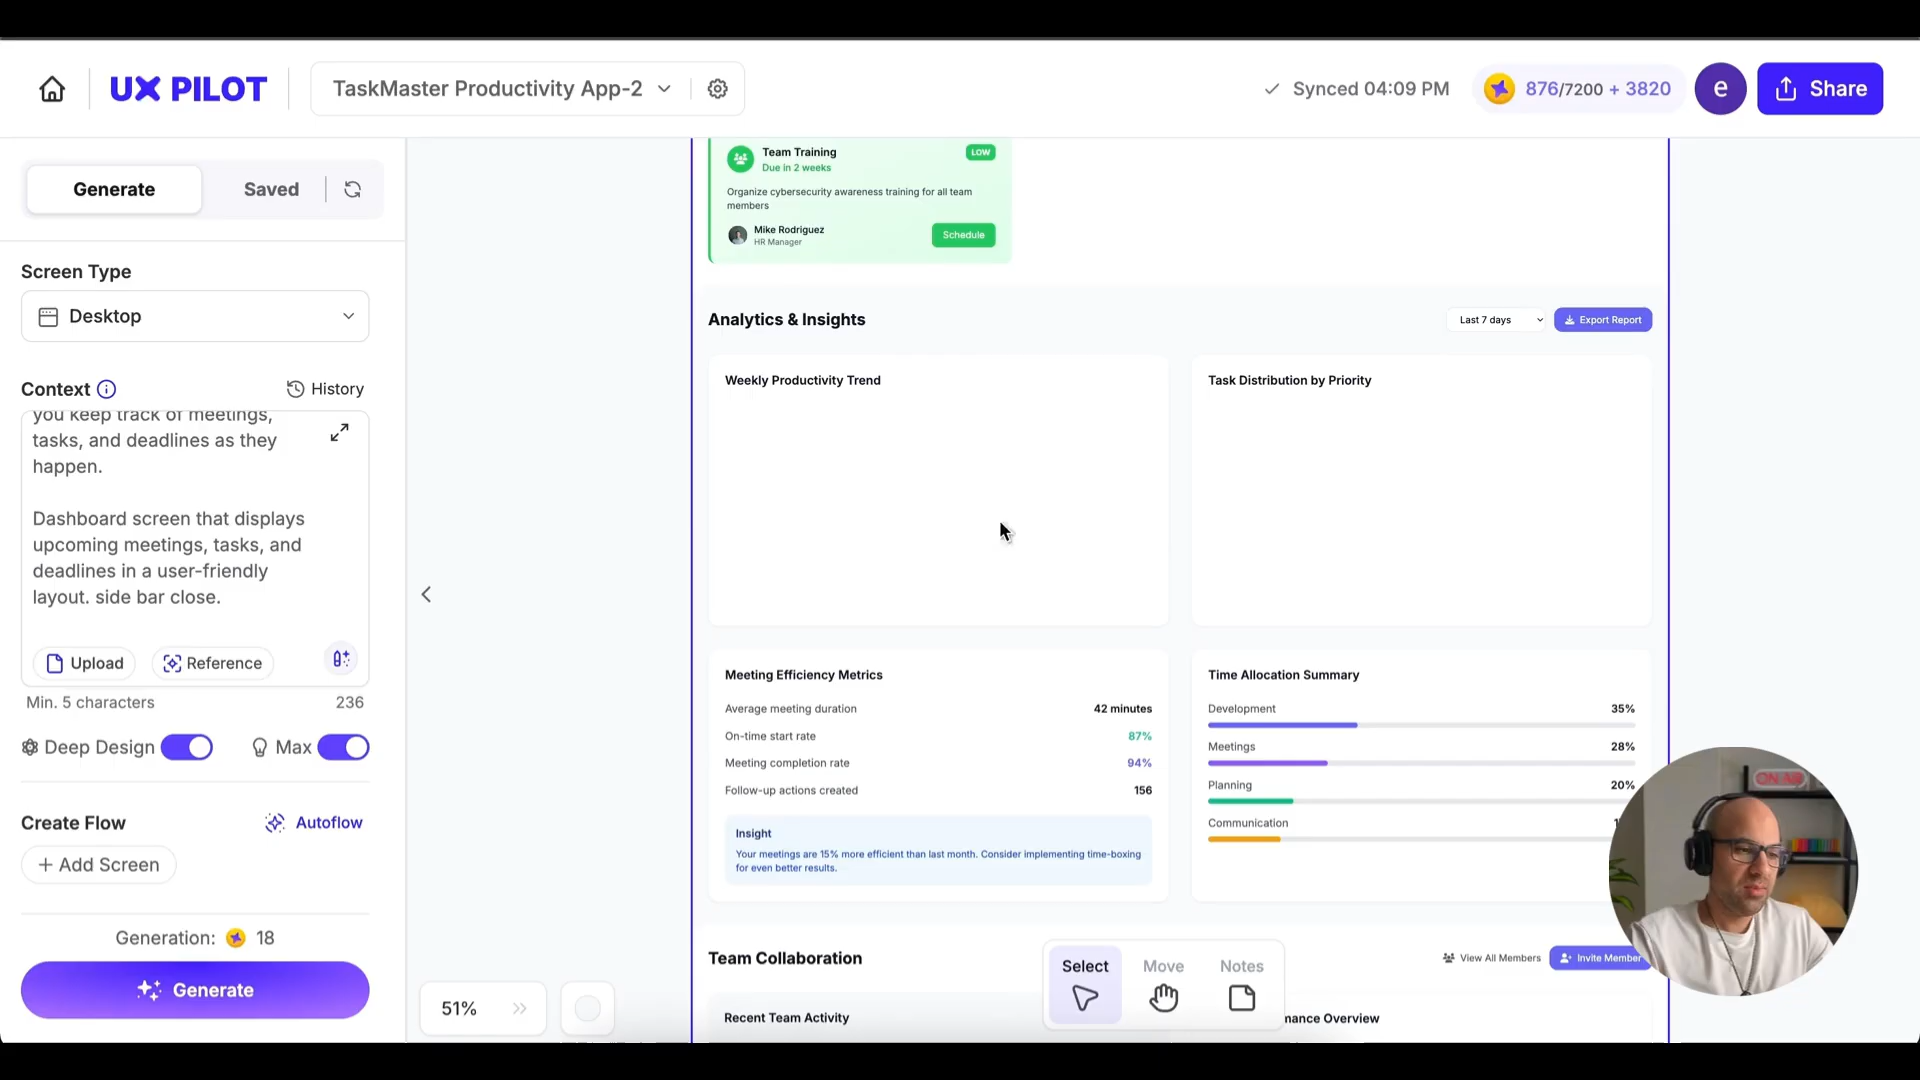 UX PILOT
TaskMaster Productivity App-2
Synced 04:09 PM
876/7200 + 3820
e
Share
Generate
Saved
Screen Type
Desktop
Context
History
you keep track of meetings,
tasks, and deadlines as they
happen.
Dashboard screen that displays
upcoming meetings, tasks, and
deadlines in a user-friendly
layout. side bar close.
Upload
Reference
Min. 5 characters
236
Deep Design
Max
Create Flow
Autoflow
+ Add Screen
Generation: 18
Generate
51%
Team Training
LOW
Due in 2 weeks
Organize cybersecurity awareness training for all team
members
Mike Rodriguez
HR Manager
Schedule
Analytics & Insights
Last 7 days
Export Report
Weekly Productivity Trend
Task Distribution by Priority
Meeting Efficiency Metrics
Average meeting duration 42 minutes
On-time start rate 87%
Meeting completion rate 94%
Follow-up actions created 156
Insight
Your meetings are 15% more efficient than last month. Consider implementing time-boxing
for even better results.
Time Allocation Summary
Development 35%
Meetings 28%
Planning 20%
Communication
Team Collaboration
View All Members
Invite Member
Recent Team Activity
Overview
Select
Move
Notes
ON AIR